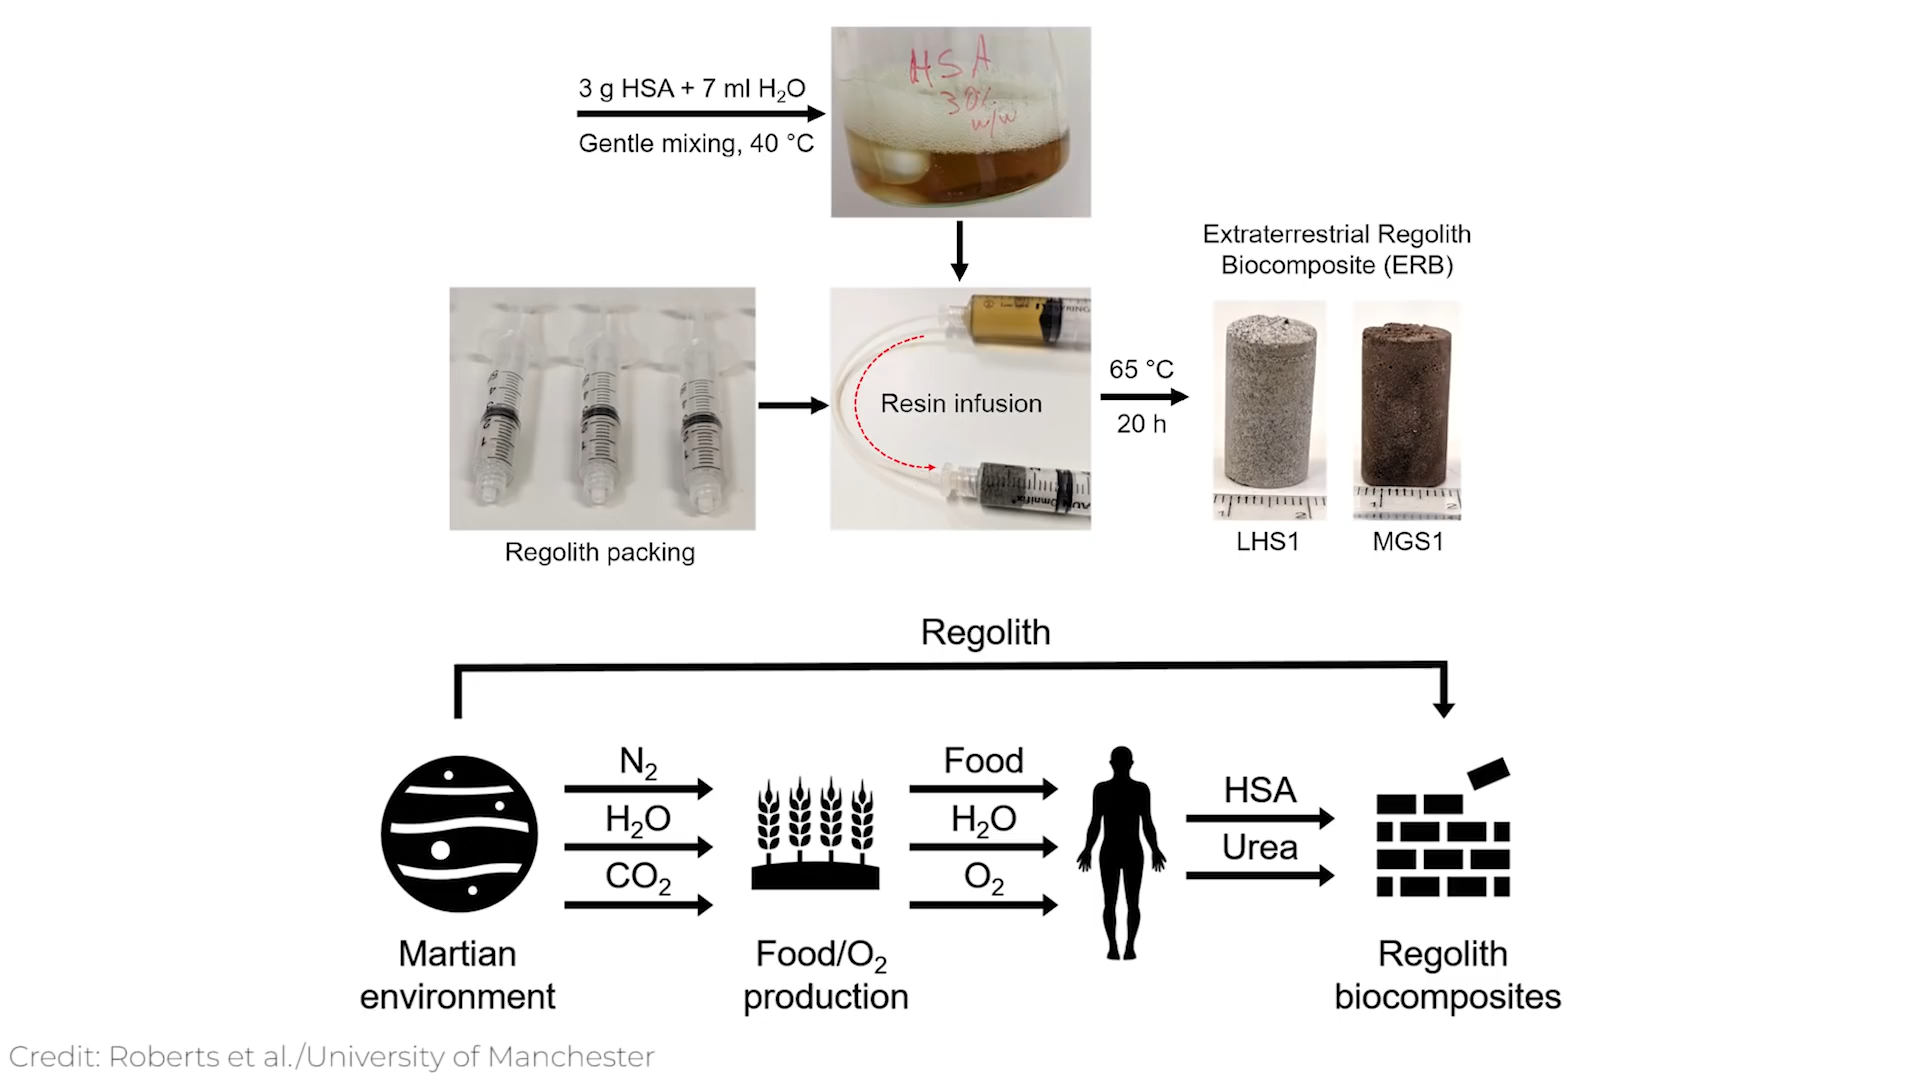 3 g HSA + 7 ml H₂O
Gentle mixing, 40 °C
HSA
30%
w/w
Extraterrestrial Regolith
Biocomposite (ERB)
Resin infusion
65 °C
20 h
Regolith packing
LHS1
MGS1
Regolith
N₂
H₂O
CO₂
Food
H₂O
O₂
HSA
Urea
Martian
environment
Food/O₂
production
Regolith
biocomposites
Credit: Roberts et al./University of Manchester